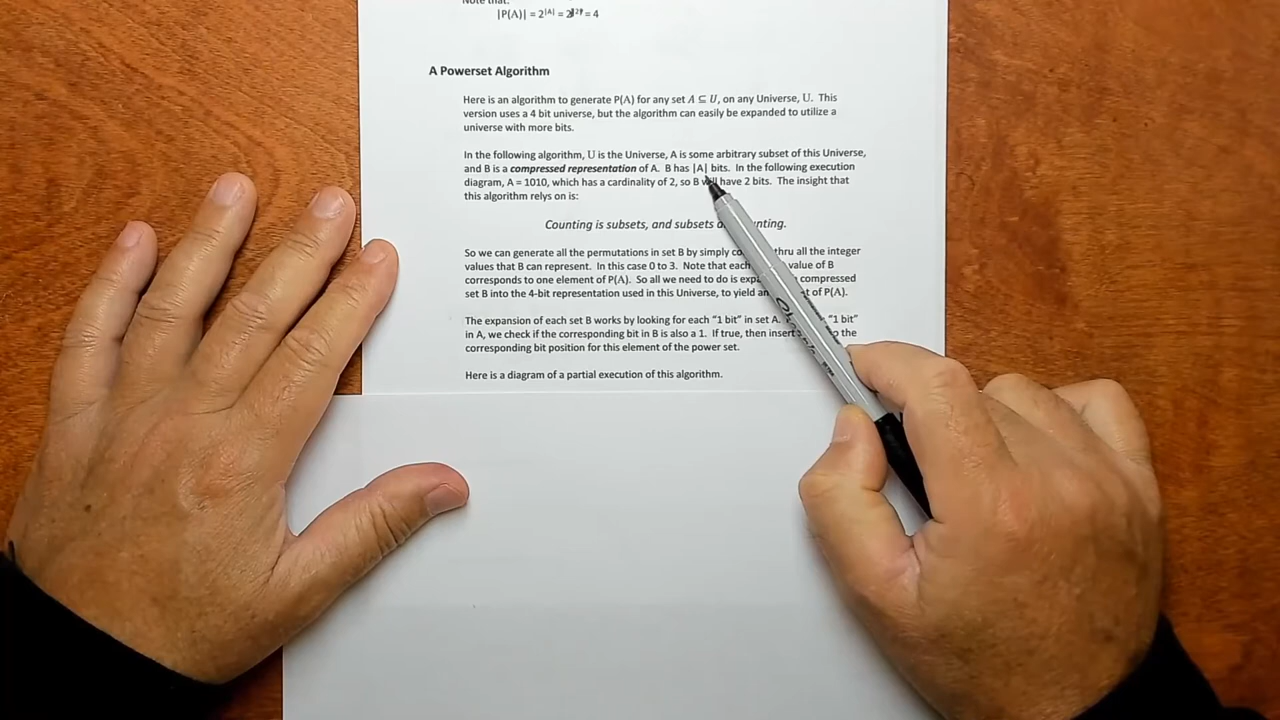 Note that:
|P(A)| = 2|A| = 2 = 4
A Powerset Algorithm
Here is an algorithm to generate P(A) for any set A ⊆ U, on any Universe, U. This
version uses a 4 bit universe, but the algorithm can easily be expanded to utilize a
universe with more bits.
In the following algorithm, U is the Universe, A is some arbitrary subset of this Universe,
and B is a compressed representation of A. B has |A| bits. In the following execution
diagram, A = 1010, which has a cardinality of 2, so B will have 2 bits. The insight that
this algorithm relies on is:
Counting is subsets, and subsets
So we can generate all the permutations in set B by simply thru all the integer
values that B can represent. In this case 0 to 3. Note that each value of B
corresponds to one element of P(A). So all we need to do is compressed
set B into the 4-bit representation used in this Universe, to yield of P(A).
The expansion of each set B works by looking for each "1 bit" in set A. "1 bit"
in A, we check if the corresponding bit in B is also a 1. If true, then insert the
corresponding bit position for this element of the power set.
Here is a diagram of a partial execution of this algorithm.